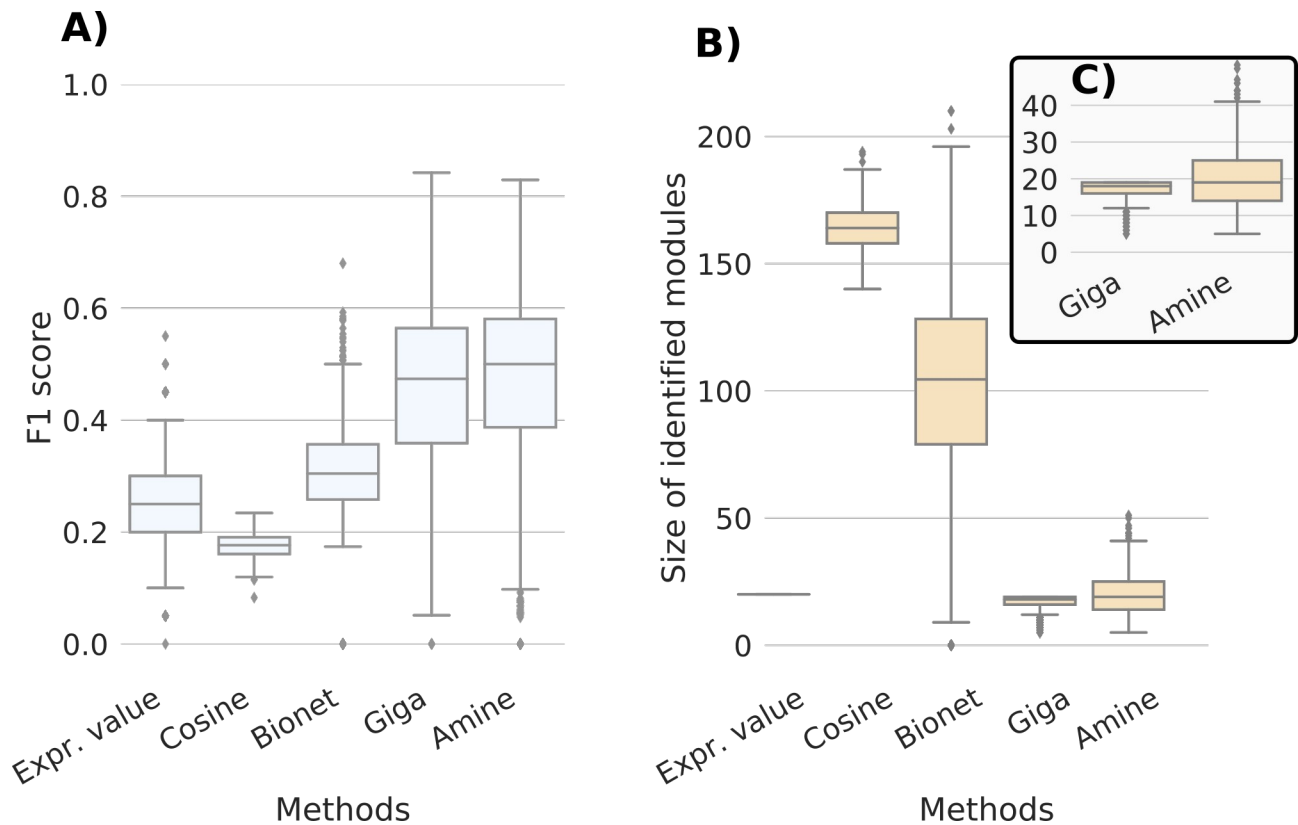 A)
1.0
0.8
0.6
0.4
0.2
0.0
F1 score
Expr. value
Cosine
Bionet
Giga
Amine
Methods
B)
200
150
100
50
0
Size of identified modules
Expr. value
Cosine
Bionet
Giga
Amine
Methods
C)
40
30
20
10
0
Giga
Amine